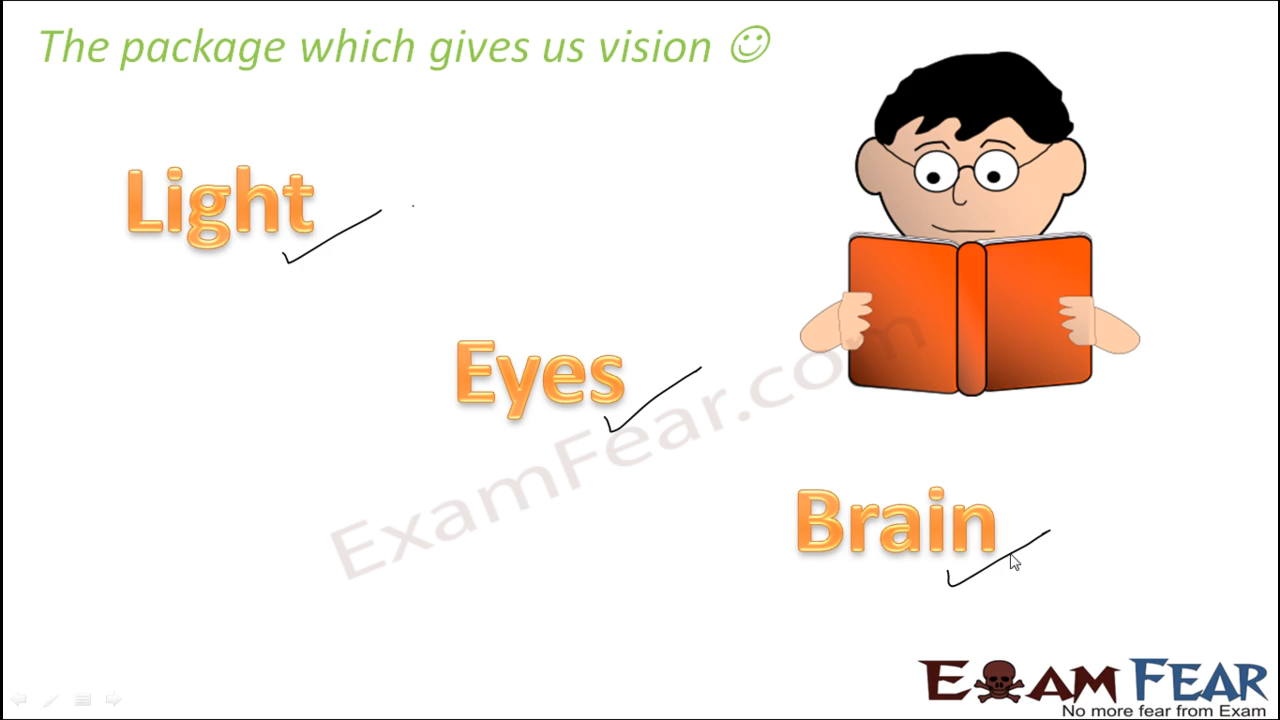 The package which gives us vision ☺
Light
Eyes
ExamFear.com
Brain
EXAM FEAR
No more fear from Exam